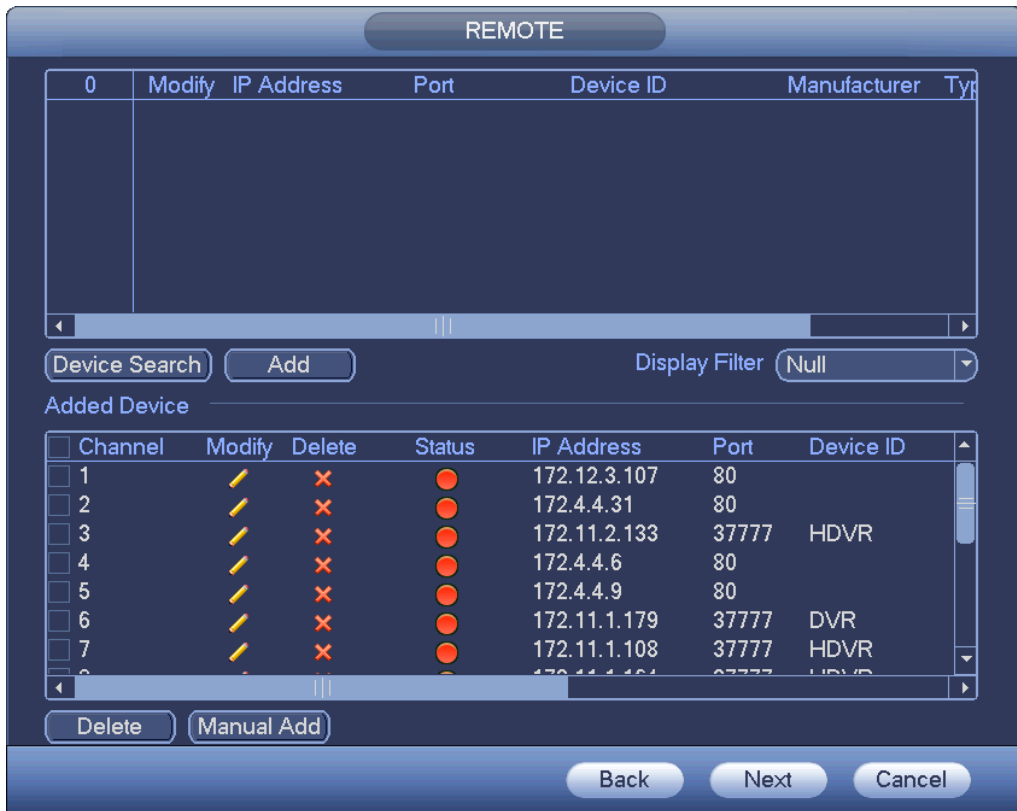 REMOTE
0 Modify IP Address Port Device ID Manufacturer Typ
Device Search Add Display Filter Null
Added Device
Channel Modify Delete Status IP Address Port Device ID
1 172.12.3.107 80
2 172.4.4.31 80
3 172.11.2.133 37777 HDVR
4 172.4.4.6 80
5 172.4.4.9 80
6 172.11.1.179 37777 DVR
7 172.11.1.108 37777 HDVR
Delete Manual Add
Back Next Cancel